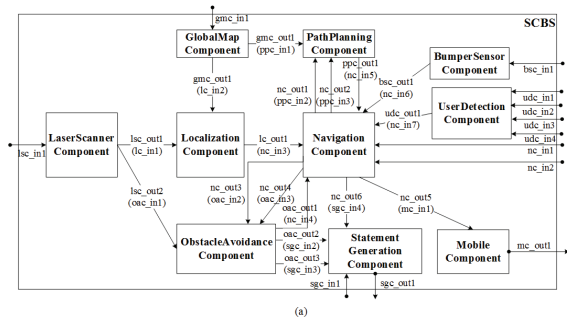 SCBS
gmc_in1
GlobalMap
Component
gmc_out1
(ppc_in1)
PathPlanning
Component
ppc_out1
(nc_in5)
BumperSensor
Component
bsc_in1
bsc_out1
(nc_in6)
gmc_out1
(lc_in2)
nc_out1
(ppc_in2)
nc_out2
(ppc_in3)
udc_out1
(nc_in7)
UserDetection
Component
udc_in1
udc_in2
udc_in3
udc_in4
nc_in1
nc_in2
lsc_in1
LaserScanner
Component
lsc_out1
(lc_in1)
Localization
Component
lc_out1
(nc_in3)
Navigation
Component
lsc_out2
(oac_in1)
nc_out3
(oac_in2)
nc_out4
(oac_in3)
oac_out1
(nc_in4)
nc_out6
(sgc_in4)
nc_out5
(mc_in1)
ObstacleAvoidance
Component
oac_out2
(sgc_in2)
oac_out3
(sgc_in3)
Statement
Generation
Component
Mobile
Component
mc_out1
sgc_in1
sgc_out1
(a)